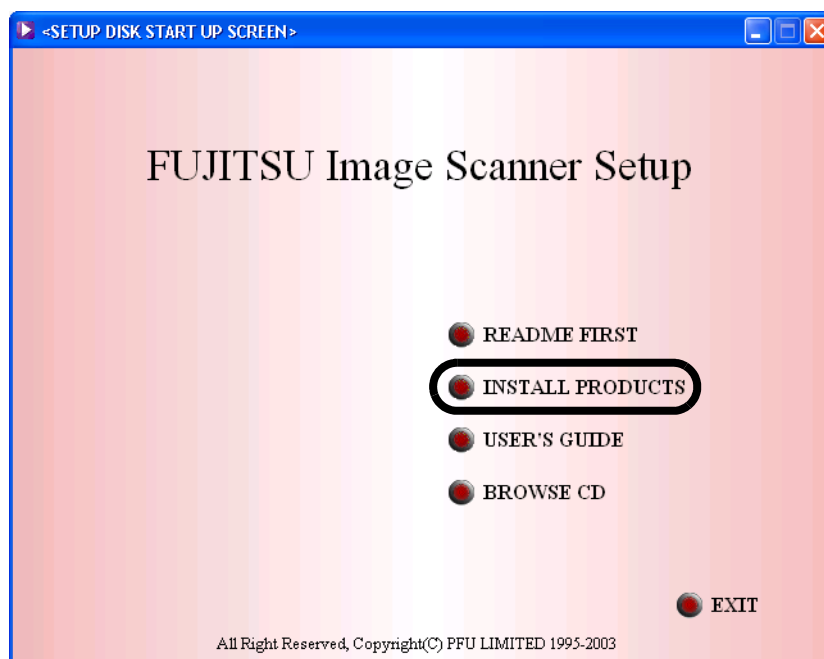 <SETUP DISK START UP SCREEN>
FUJITSU Image Scanner Setup
README FIRST
INSTALL PRODUCTS
USER'S GUIDE
BROWSE CD
EXIT
All Right Reserved, Copyright(C) PFU LIMITED 1995-2003